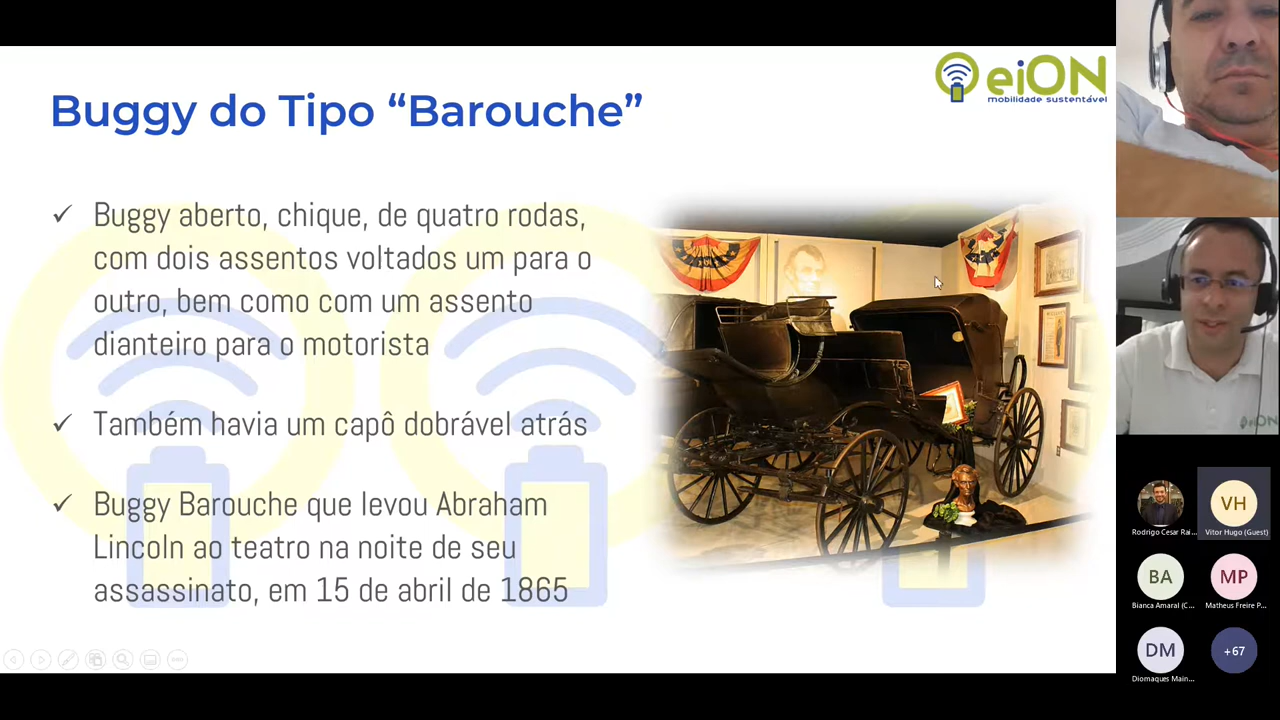 eiON
mobilidade sustentável
Buggy do Tipo “Barouche”
✓ Buggy aberto, chique, de quatro rodas,
com dois assentos voltados um para o
outro, bem como com um assento
dianteiro para o motorista
✓ Também havia um capô dobrável atrás
✓ Buggy Barouche que levou Abraham
Lincoln ao teatro na noite de seu
assassinato, em 15 de abril de 1865
eiON
VH
Rodrigo Cesar Rai...
Vitor Hugo (Guest)
BA
MP
Bianca Amaral (C...
Matheus Freire P...
DM
+67
Diomaques Main...